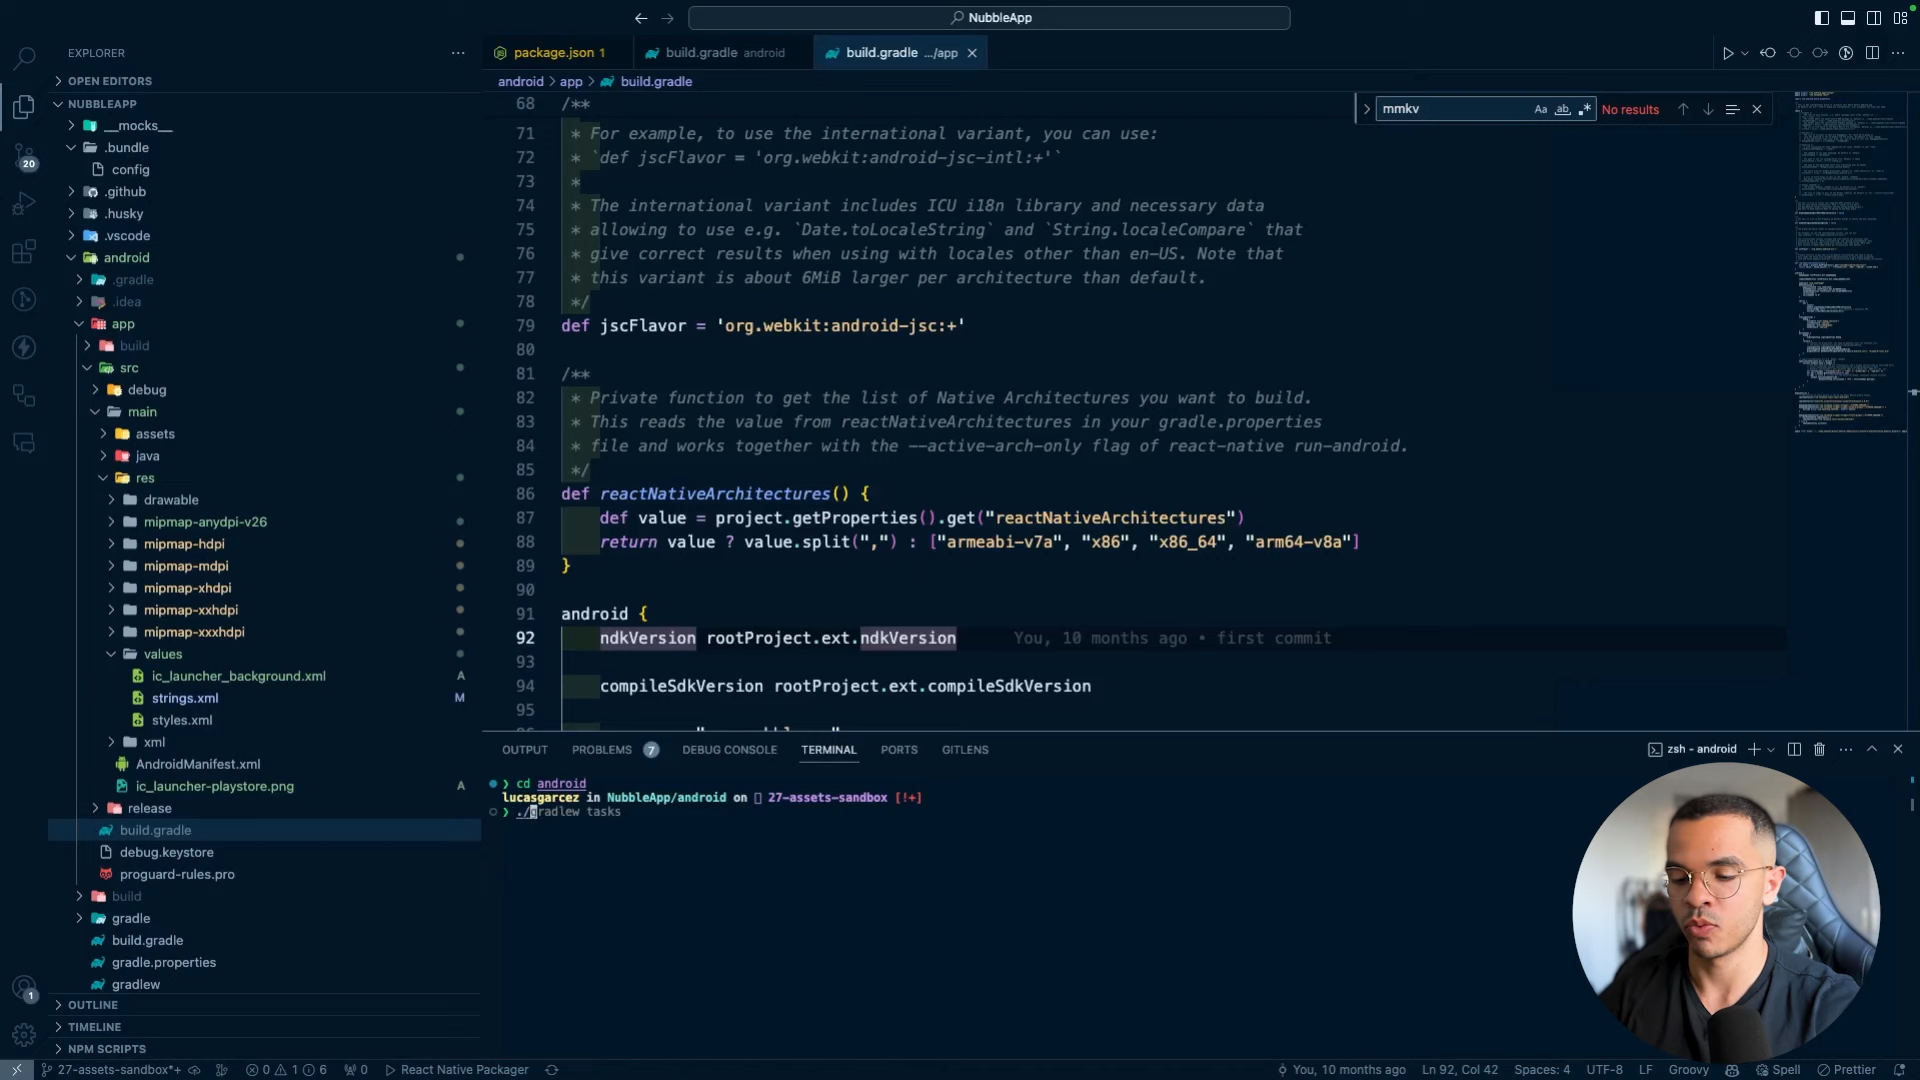 NubbleApp
EXPLORER
package.json 1
build.gradle android
build.gradle .../app
OPEN EDITORS
android > app > build.gradle
NUBBLEAPP
__mocks__
.bundle
config
.github
.husky
.vscode
android
.gradle
.idea
app
build
src
debug
main
assets
java
res
drawable
mipmap-anydpi-v26
mipmap-hdpi
mipmap-mdpi
mipmap-xhdpi
mipmap-xxhdpi
mipmap-xxxhdpi
values
ic_launcher_background.xml A
strings.xml M
styles.xml
xml
AndroidManifest.xml
ic_launcher-playstore.png A
release
build.gradle
debug.keystore
proguard-rules.pro
build
gradle
build.gradle
gradle.properties
gradlew
OUTLINE
TIMELINE
NPM SCRIPTS
20
1
mmkv Aa ab .* No results
68 /**
71 * For example, to use the international variant, you can use:
72 * `def jscFlavor = 'org.webkit:android-jsc-intl:+'`
73 *
74 * The international variant includes ICU i18n library and necessary data
75 * allowing to use e.g. `Date.toLocaleString` and `String.localeCompare` that
76 * give correct results when using with locales other than en-US. Note that
77 * this variant is about 6MiB larger per architecture than default.
78 */
79 def jscFlavor = 'org.webkit:android-jsc:+'
80
81 /**
82 * Private function to get the list of Native Architectures you want to build.
83 * This reads the value from reactNativeArchitectures in your gradle.properties
84 * file and works together with the --active-arch-only flag of react-native run-android.
85 */
86 def reactNativeArchitectures() {
87 def value = project.getProperties().get("reactNativeArchitectures")
88 return value ? value.split(",") : ["armeabi-v7a", "x86", "x86_64", "arm64-v8a"]
89 }
90
91 android {
92 ndkVersion rootProject.ext.ndkVersion You, 10 months ago • first commit
93
94 compileSdkVersion rootProject.ext.compileSdkVersion
95
OUTPUT PROBLEMS 7 DEBUG CONSOLE TERMINAL PORTS GITLENS
zsh - android
❯ cd android
lucasgarcez in NubbleApp/android on 27-assets-sandbox [!+]
❯ ./gradlew tasks
27-assets-sandbox*+ 0 1 6 0 React Native Packager
You, 10 months ago Ln 92, Col 42 Spaces: 4 UTF-8 LF Groovy Spell Prettier